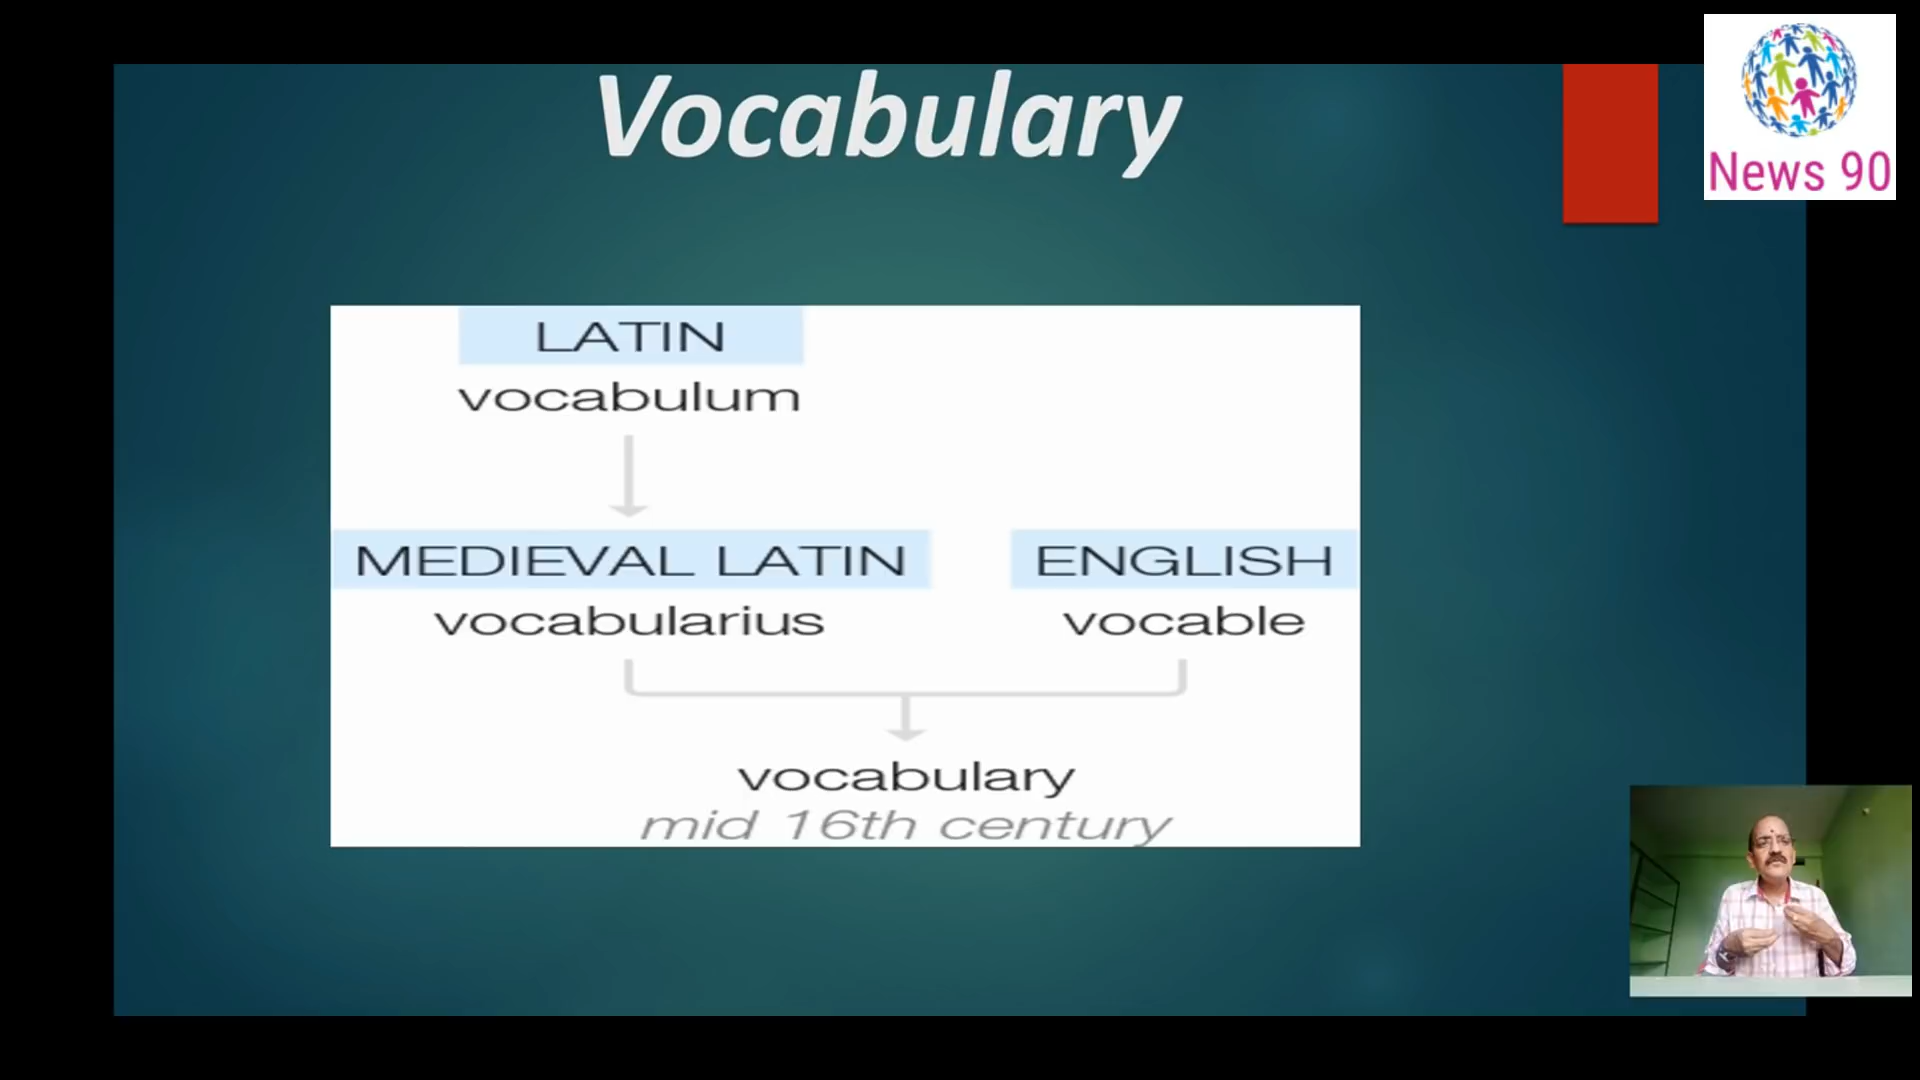 Vocabulary
News 90
LATIN
vocabulum
MEDIEVAL LATIN
ENGLISH
vocabularius
vocable
vocabulary
mid 16th century